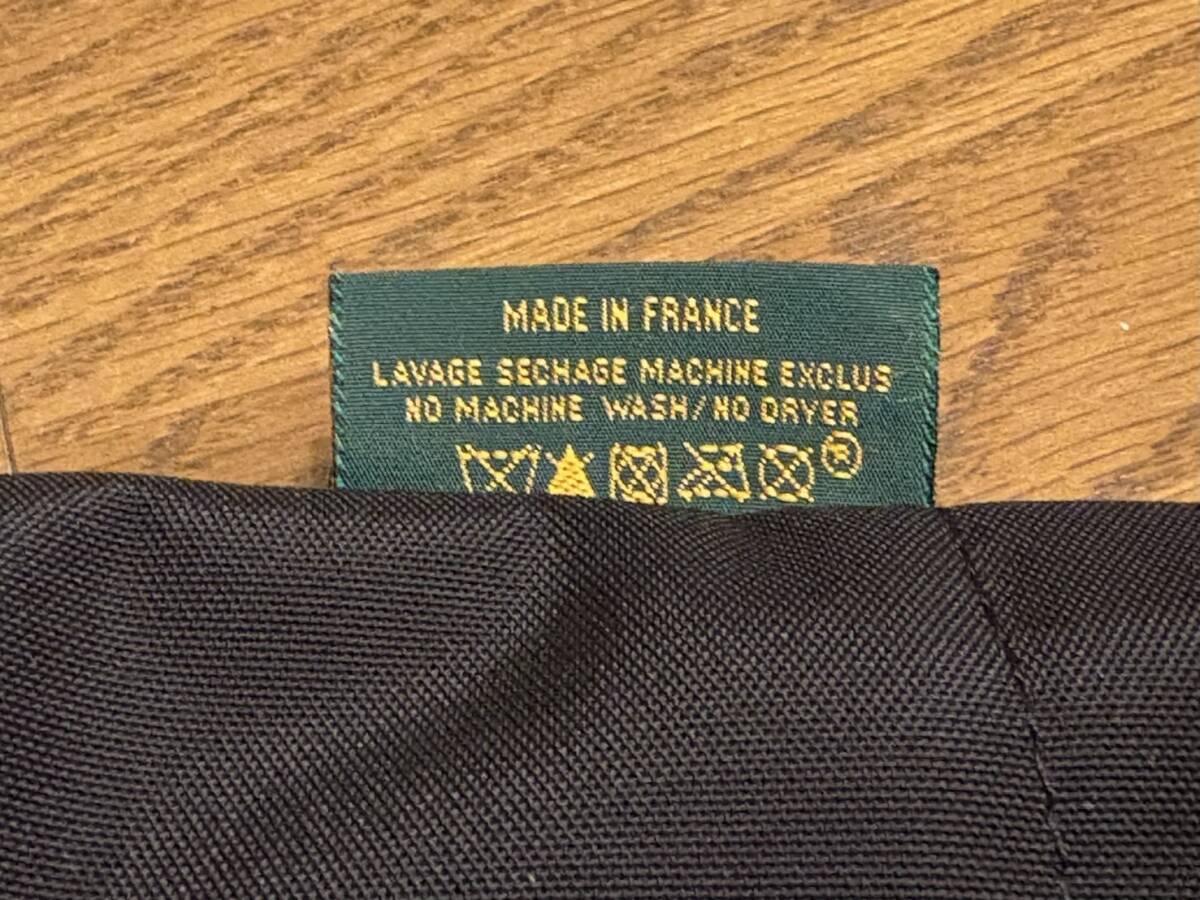 MADE IN FRANCE
LAVAGE SECHAGE MACHINE EXCLUS
NO MACHINE WASH/NO DRYER
®